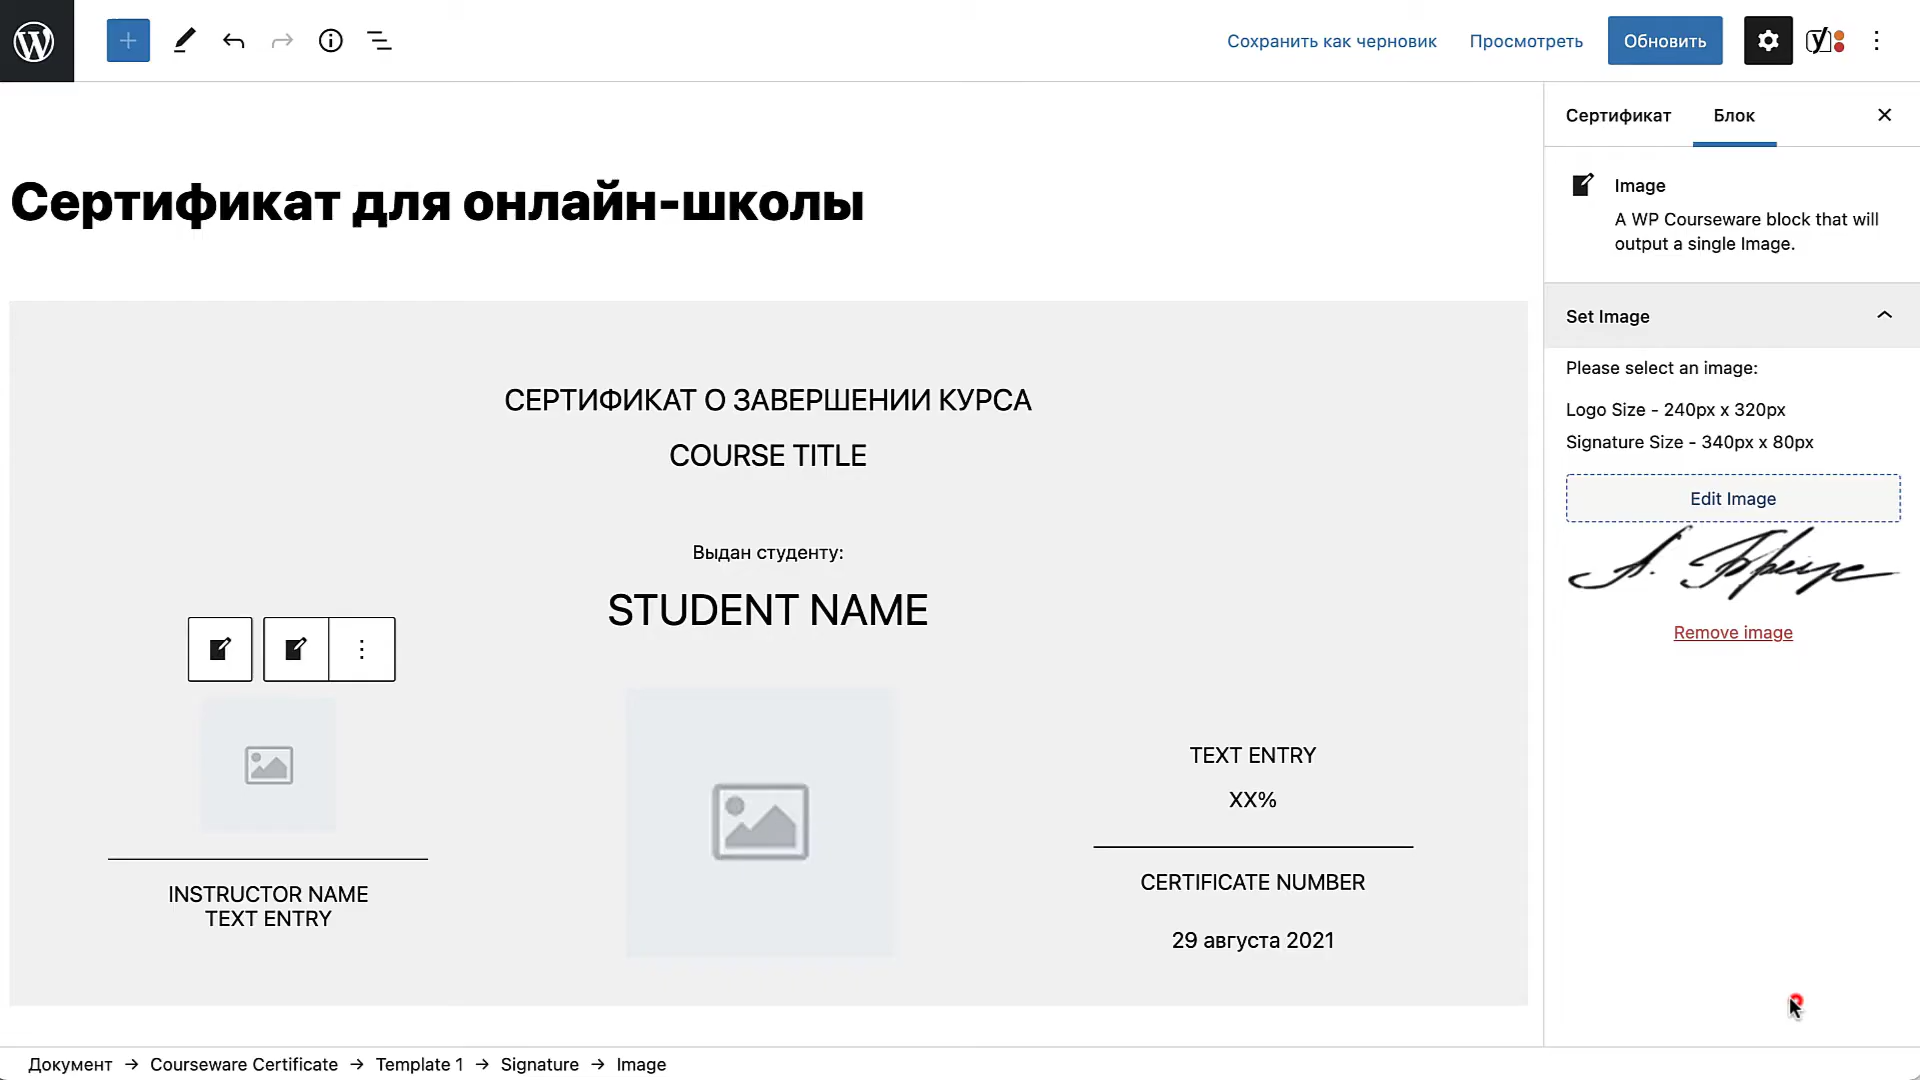 Сохранить как черновик
Просмотреть
Обновить
Сертификат
Блок
Image
A WP Courseware block that will
output a single Image.
Set Image
Please select an image:
Logo Size - 240px x 320px
Signature Size - 340px x 80px
Edit Image
Remove image
Сертификат для онлайн-школы
СЕРТИФИКАТ О ЗАВЕРШЕНИИ КУРСА
COURSE TITLE
Выдан студенту:
STUDENT NAME
INSTRUCTOR NAME
TEXT ENTRY
TEXT ENTRY
XX%
CERTIFICATE NUMBER
29 августа 2021
Документ → Courseware Certificate → Template 1 → Signature → Image